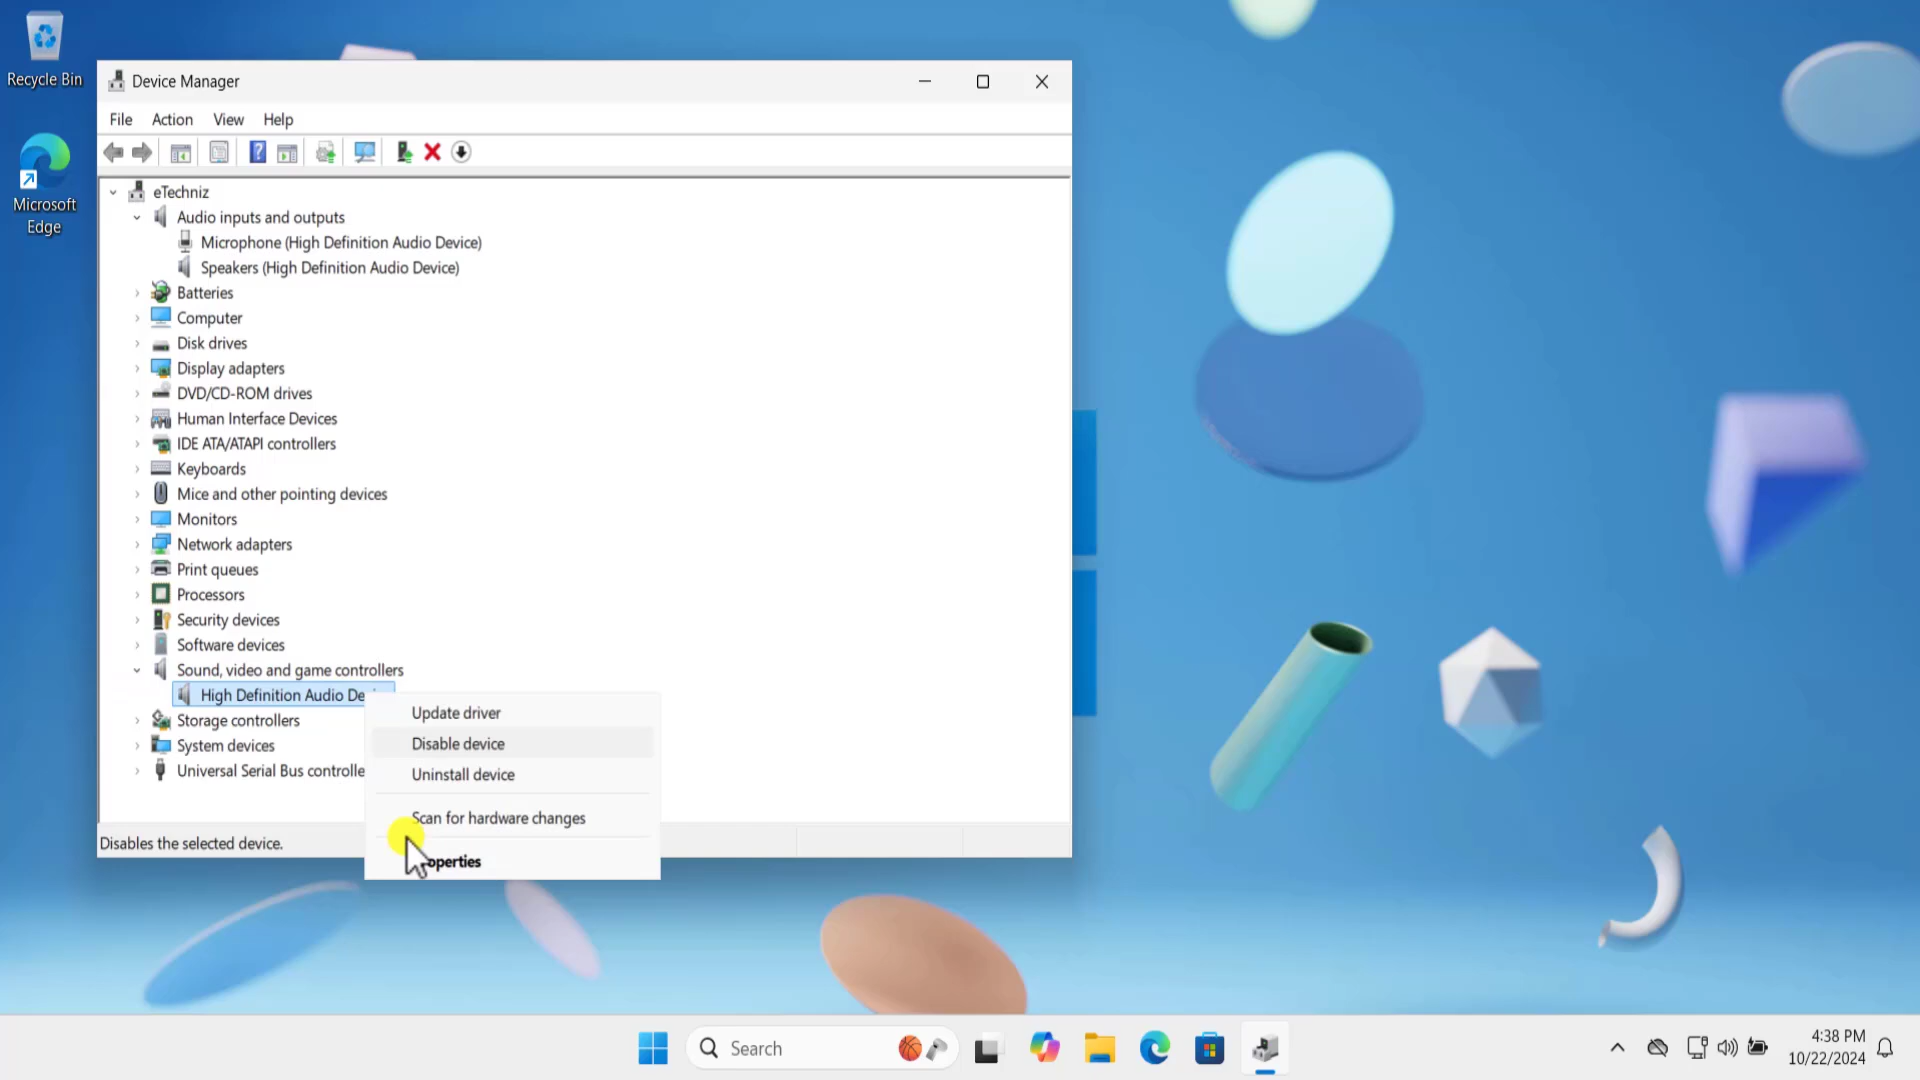 Recycle Bin
Microsoft
Edge
Device Manager
File Action View Help
eTechniz
Audio inputs and outputs
Microphone (High Definition Audio Device)
Speakers (High Definition Audio Device)
Batteries
Computer
Disk drives
Display adapters
DVD/CD-ROM drives
Human Interface Devices
IDE ATA/ATAPI controllers
Keyboards
Mice and other pointing devices
Monitors
Network adapters
Print queues
Processors
Security devices
Software devices
Sound, video and game controllers
High Definition Audio De
Storage controllers
System devices
Universal Serial Bus controlle
Update driver
Disable device
Uninstall device
Scan for hardware changes
operties
Disables the selected device.
Search
4:38 PM
10/22/2024